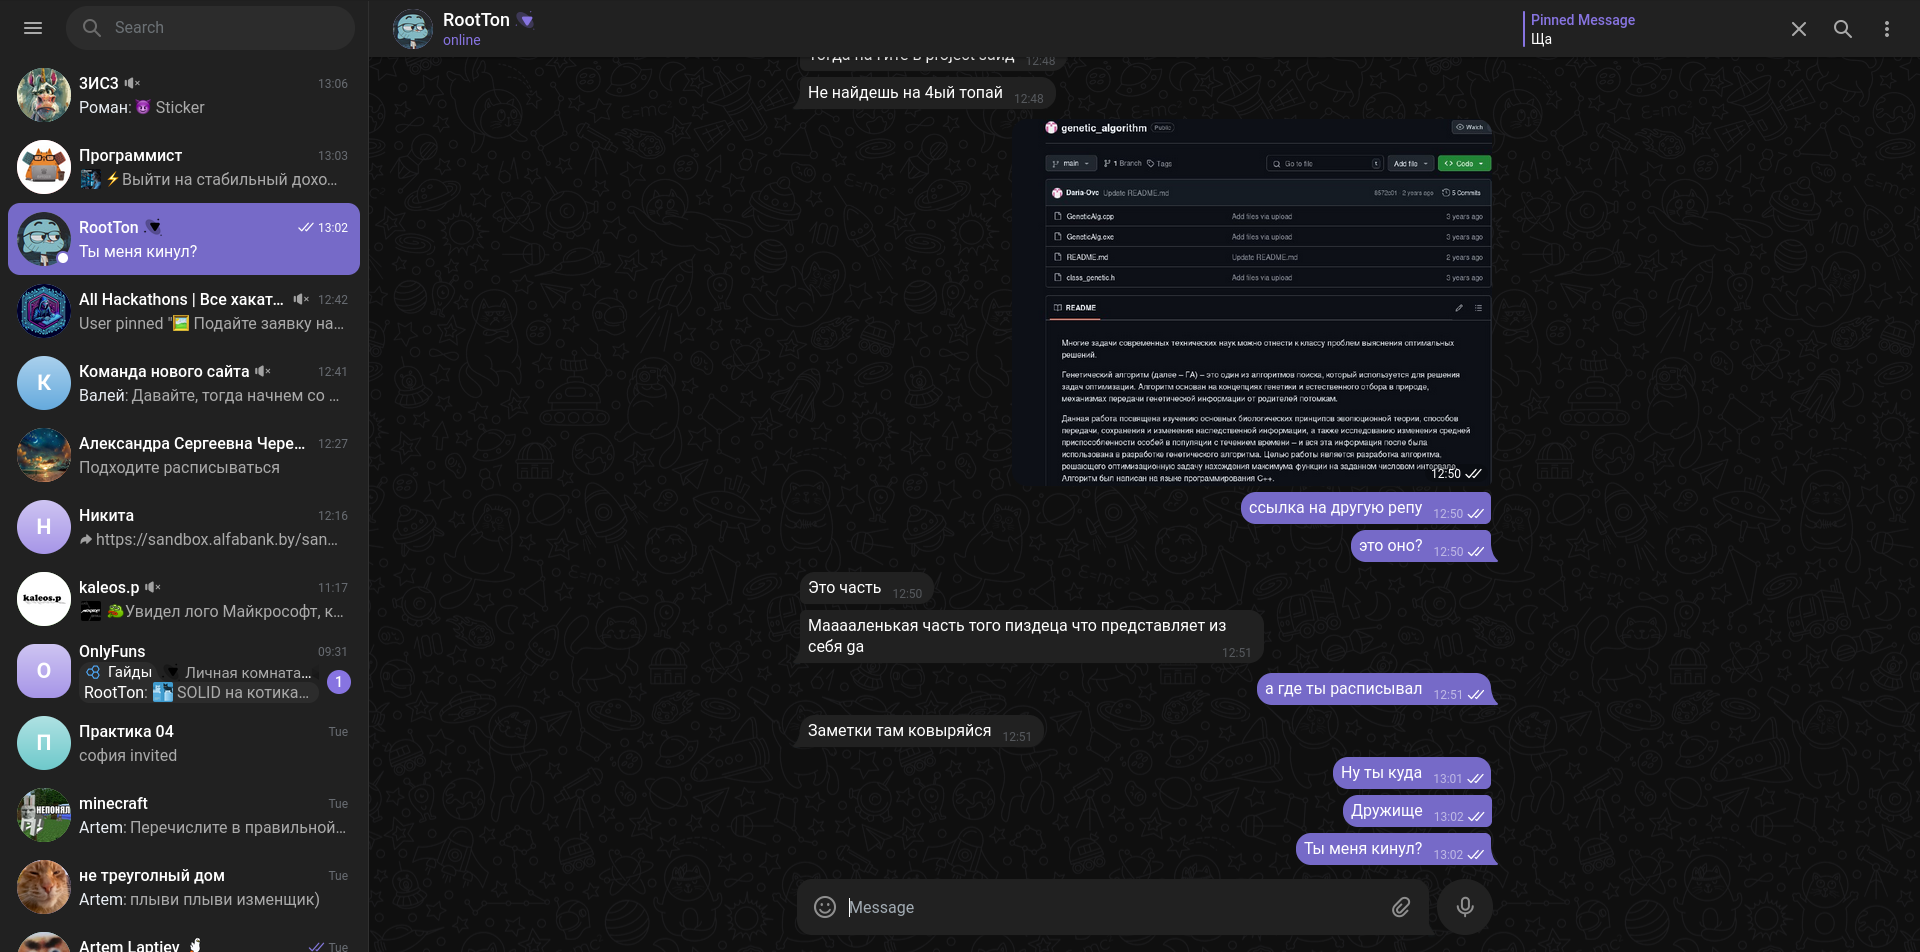 Search
ЗИСЗ 13:06
Роман: 😈 Sticker
Программист 13:03
⚡Выйти на стабильный дохо...
RootTon 13:02
Ты меня кинул?
All Hackathons | Все хакат... 12:42
User pinned "🖼 Подайте заявку на...
К
Команда нового сайта 12:41
Валей: Давайте, тогда начнем со ...
Александра Сергеевна Чере... 12:27
Подходите расписываться
Н
Никита 12:16
https://sandbox.alfabank.by/san...
kaleos.p
kaleos.p 11:17
Увидел лого Майкрософт, к...
O
OnlyFuns 09:31
Гайды Личная комната...
RootTon: SOLID на котика...
1
П
Практика 04 Tue
софия invited
НЕПОНЯЛ
minecraft Tue
Artem: Перечислите в правильной...
не треуголный дом Tue
Artem: плыви плыви изменщик)
Artem Laptiev Tue
RootTon
online
Pinned Message
Ща
Тогда на гите в project зайд 12:48
Не найдешь на 4ый топай 12:48
genetic_algorithm Public Watch
main 1 Branch Tags Go to file t Add file Code
Daria-Ovc Update README.md 8572c01 · 2 years ago 5 Commits
GeneticAlg.cpp Add files via upload 3 years ago
GeneticAlg.exe Add files via upload 3 years ago
README.md Update README.md 2 years ago
class_genetic.h Add files via upload 3 years ago
README
Многие задачи современных технических наук можно отнести к классу проблем выяснения оптимальных
решений.
Генетический алгоритм (далее – ГА) – это один из алгоритмов поиска, который используется для решения
задач оптимизации. Алгоритм основан на концепциях генетики и естественного отбора в природе,
механизмах передачи генетической информации от родителей потомкам.
Данная работа посвящена изучению основных биологических принципов эволюционной теории, способов
передачи, сохранения и изменения наследственной информации, а также исследованию изменения средней
приспособленности особей в популяции с течением времени – и вся эта информация после была
использована в разработке генетического алгоритма. Целью работы является разработка алгоритма,
решающего оптимизационную задачу нахождения максимума функции на заданном числовом интервале.
Алгоритм был написан на языке программирования C++.
12:50
ссылка на другую репу 12:50
это оно? 12:50
Это часть 12:50
Мааааленькая часть того пиздеца что представляет из
себя ga 12:51
а где ты расписывал 12:51
Заметки там ковыряйся 12:51
Ну ты куда 13:01
Дружище 13:02
Ты меня кинул? 13:02
Message